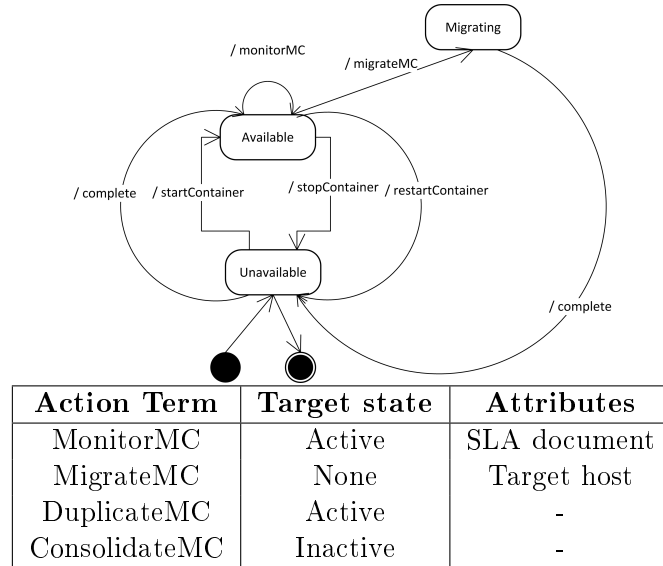 Migrating
/ monitorMC
/ migrateMC
Available
/ complete
/ startContainer
/ stopContainer
/ restartContainer
Unavailable
/ complete
Action Term Target state Attributes
MonitorMC Active SLA document
MigrateMC None Target host
DuplicateMC Active -
ConsolidateMC Inactive -